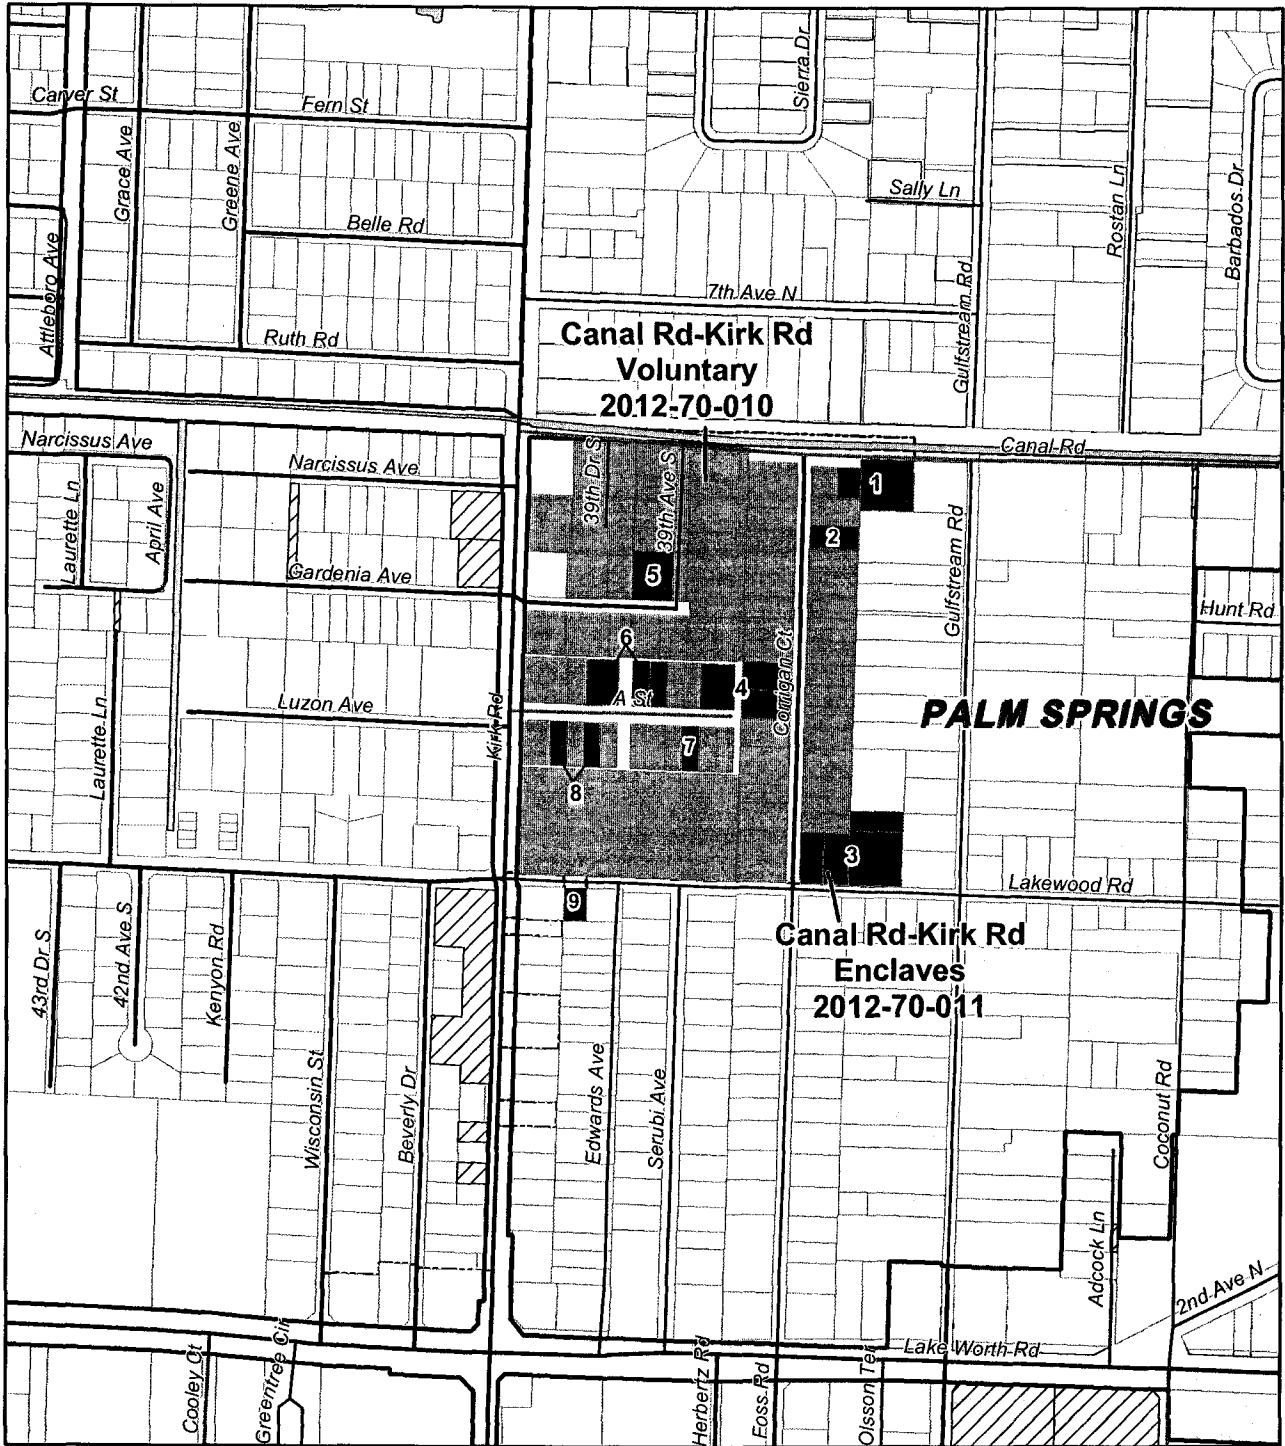 Sierra Dr
Carver St
Fern St
Grace Ave
Greene Ave
Sally Ln
Rostan Ln
Barbados Dr
Belle Rd
Attleboro Ave
Gulfstream Rd
7th Ave N
Ruth Rd
Canal Rd-Kirk Rd
Voluntary
2012-70-010
Narcissus Ave
Narcissus Ave
Canal Rd
39th Dr S
39th Ave S
Laurette Ln
April Ave
1
2
Gulfstream Rd
Gardenia Ave
5
Hunt Rd
6
Corrigan Ct
A St
4
Luzon Ave
Kirk Rd
PALM SPRINGS
Laurette Ln
7
8
3
Lakewood Rd
9
Canal Rd-Kirk Rd
Enclaves
2012-70-011
43rd Dr S
42nd Ave S
Kenyon Rd
Wisconsin St
Beverly Dr
Edwards Ave
Serubi Ave
Coconut Rd
Adcock Ln
2nd Ave N
Lake Worth Rd
Cooley Ct
Greentree Cir
Herbertz Rd
Foss Rd
Olsson Ter